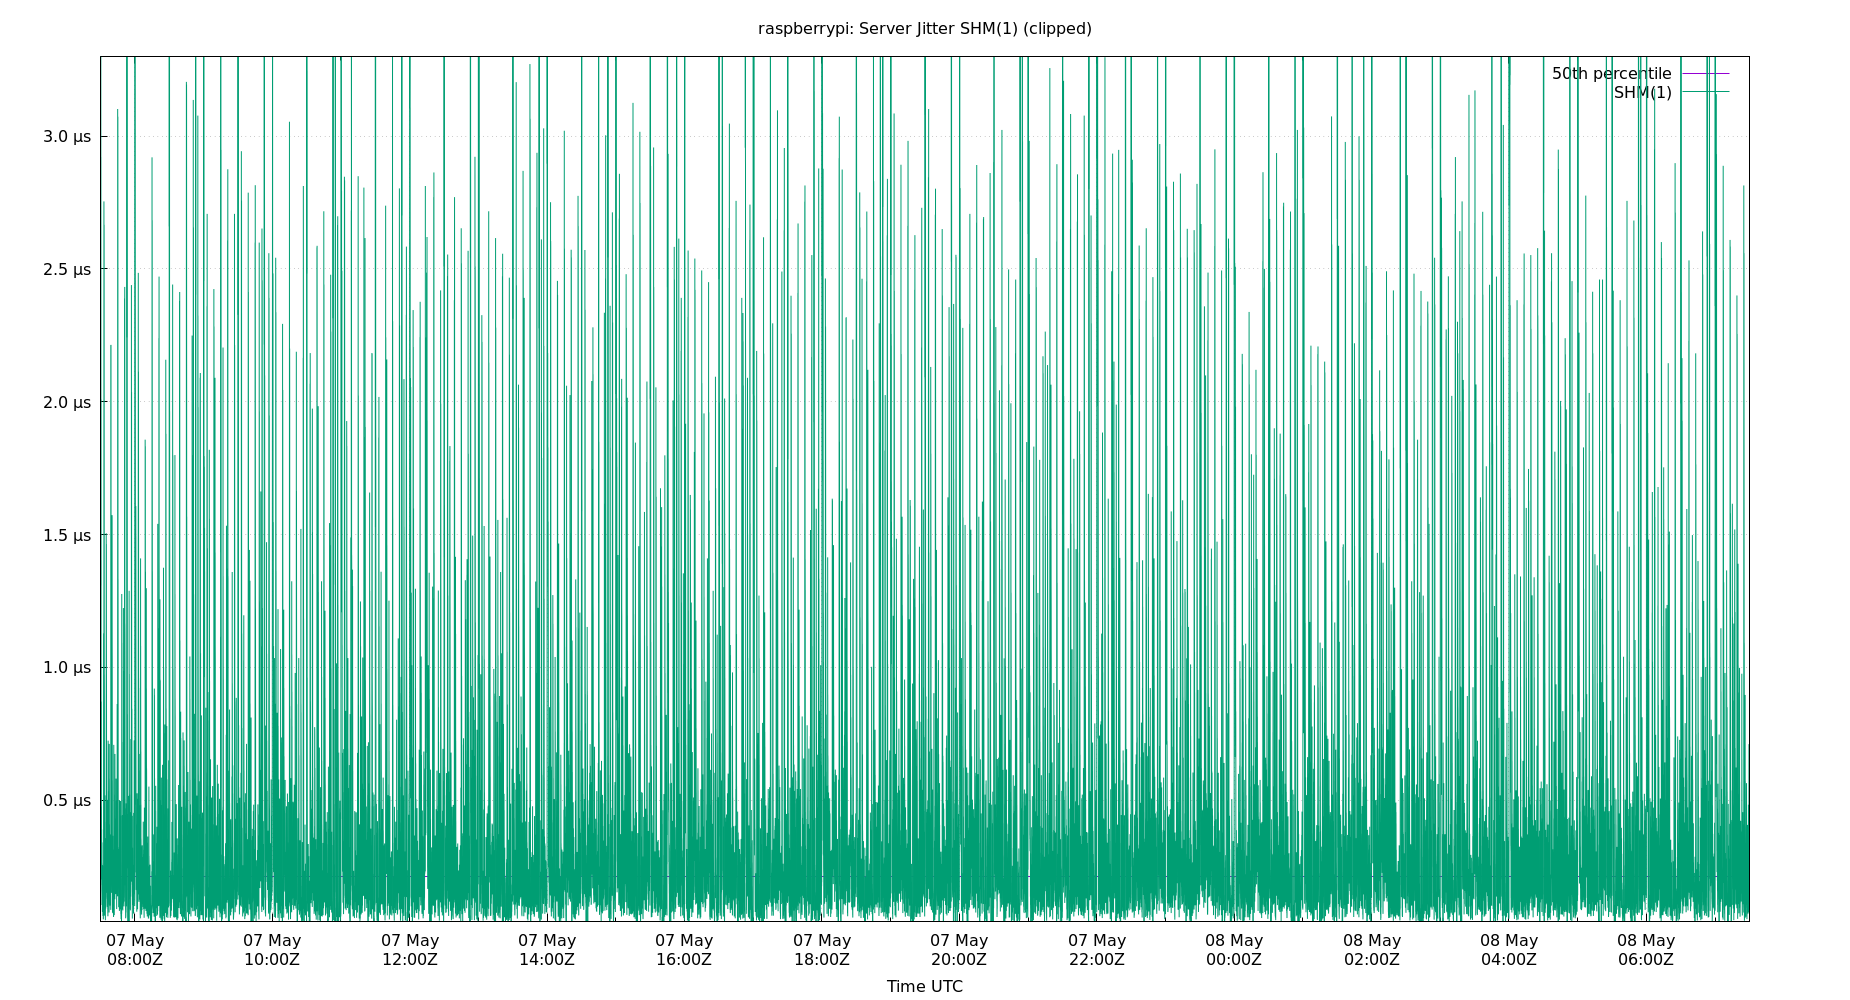 raspberrypi: Server Jitter SHM(1) (clipped)
50th percentile
SHM(1)
3.0 µs
2.5 µs
2.0 µs
1.5 µs
1.0 µs
0.5 µs
07 May 07 May 07 May 07 May 07 May 07 May 07 May 07 May 08 May 08 May 08 May 08 May
08:00Z 10:00Z 12:00Z 14:00Z 16:00Z 18:00Z 20:00Z 22:00Z 00:00Z 02:00Z 04:00Z 06:00Z
Time UTC